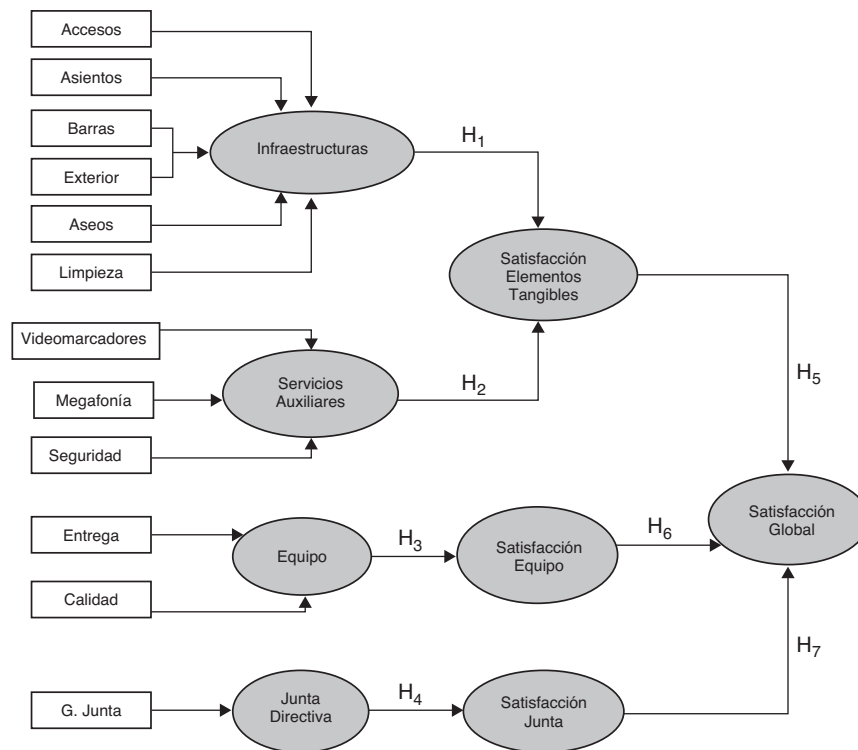 Accesos
Asientos
Barras
Exterior
Aseos
Limpieza
Infraestructuras
H1
Satisfacción
Elementos
Tangibles
Videomarcadores
Megafonía
Seguridad
Servicios
Auxiliares
H2
H5
Entrega
Calidad
Equipo
H3
Satisfacción
Equipo
H6
Satisfacción
Global
G. Junta
Junta
Directiva
H4
Satisfacción
Junta
H7